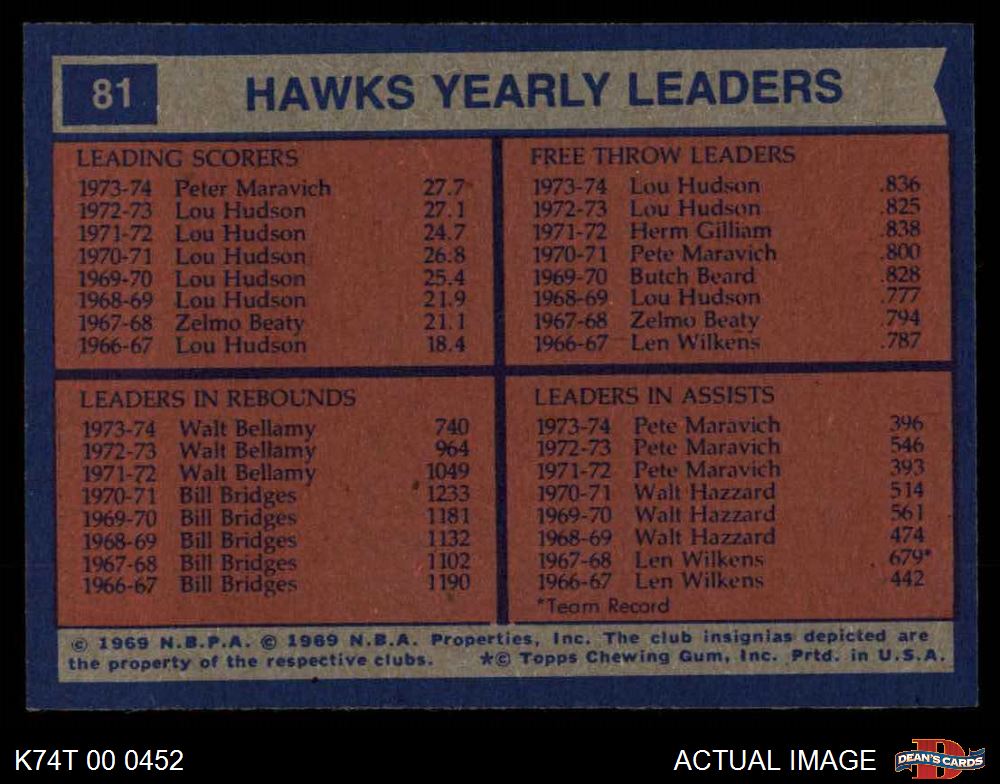 81 HAWKS YEARLY LEADERS
LEADING SCORERS
1973-74 Peter Maravich 27.7
1972-73 Lou Hudson 27.1
1971-72 Lou Hudson 24.7
1970-71 Lou Hudson 26.8
1969-70 Lou Hudson 25.4
1968-69 Lou Hudson 21.9
1967-68 Zelmo Beaty 21.1
1966-67 Lou Hudson 18.4
FREE THROW LEADERS
1973-74 Lou Hudson .836
1972-73 Lou Hudson .825
1971-72 Herm Gilliam .838
1970-71 Pete Maravich .800
1969-70 Butch Beard .828
1968-69 Lou Hudson .777
1967-68 Zelmo Beaty .794
1966-67 Len Wilkens .787
LEADERS IN REBOUNDS
1973-74 Walt Bellamy 740
1972-73 Walt Bellamy 964
1971-72 Walt Bellamy 1049
1970-71 Bill Bridges 1233
1969-70 Bill Bridges 1181
1968-69 Bill Bridges 1132
1967-68 Bill Bridges 1102
1966-67 Bill Bridges 1190
LEADERS IN ASSISTS
1973-74 Pete Maravich 396
1972-73 Pete Maravich 546
1971-72 Pete Maravich 393
1970-71 Walt Hazzard 514
1969-70 Walt Hazzard 561
1968-69 Walt Hazzard 474
1967-68 Len Wilkens 679*
1966-67 Len Wilkens 442
*Team Record
© 1969 N.B.P.A. © 1969 N.B.A. Properties, Inc. The club insignias depicted are
the property of the respective clubs. *© Topps Chewing Gum, Inc. Prtd. in U.S.A.
K74T 00 0452
ACTUAL IMAGE
D
DEAN'S CARDS